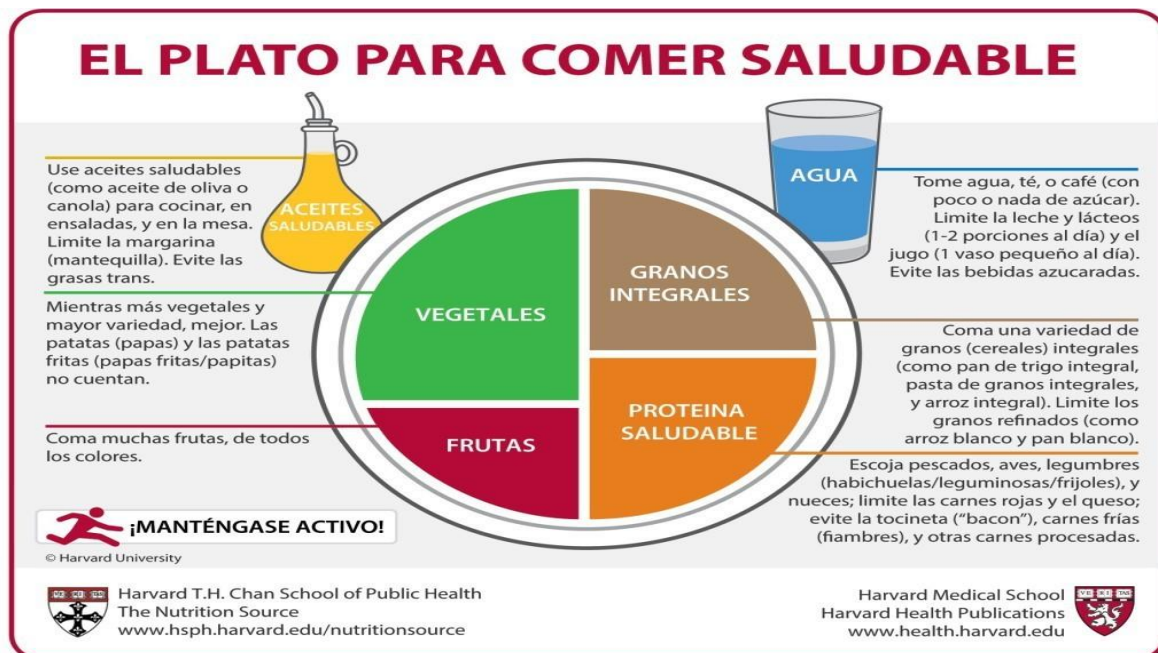 EL PLATO PARA COMER SALUDABLE
Use aceites saludables
(como aceite de oliva o
canola) para cocinar, en
ensaladas, y en la mesa.
Limite la margarina
(mantequilla). Evite las
grasas trans.
ACEITES
SALUDABLES
Mientras más vegetales y
mayor variedad, mejor. Las
patatas (papas) y las patatas
fritas (papas fritas/papitas)
no cuentan.
Coma muchas frutas, de todos
los colores.
VEGETALES
FRUTAS
GRANOS
INTEGRALES
PROTEINA
SALUDABLE
AGUA
Tome agua, té, o café (con
poco o nada de azúcar).
Limite la leche y lácteos
(1-2 porciones al día) y el
jugo (1 vaso pequeño al día).
Evite las bebidas azucaradas.
Coma una variedad de
granos (cereales) integrales
(como pan de trigo integral,
pasta de granos integrales,
y arroz integral). Limite los
granos refinados (como
arroz blanco y pan blanco).
Escoja pescados, aves, legumbres
(habichuelas/leguminosas/frijoles), y
nueces; limite las carnes rojas y el queso;
evite la tocineta ("bacon"), carnes frías
(fiambres), y otras carnes procesadas.
¡MANTÉNGASE ACTIVO!
© Harvard University
Harvard T.H. Chan School of Public Health
The Nutrition Source
www.hsph.harvard.edu/nutritionsource
Harvard Medical School
Harvard Health Publications
www.health.harvard.edu
VE RI TAS